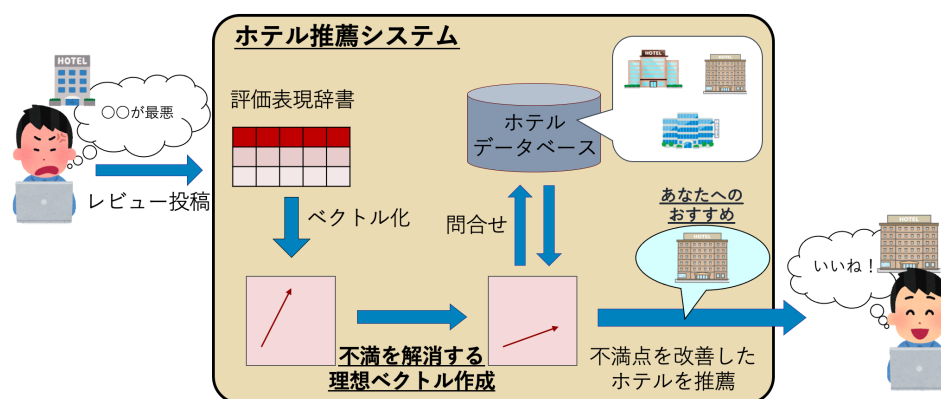 ホテル推薦システム
HOTEL
〇〇が最悪
レビュー投稿
評価表現辞書
ベクトル化
ホテル
データベース
HOTEL
HOTEL
問合せ
不満を解消する
理想ベクトル作成
あなたへの
おすすめ
HOTEL
不満点を改善した
ホテルを推薦
HOTEL
いいね！